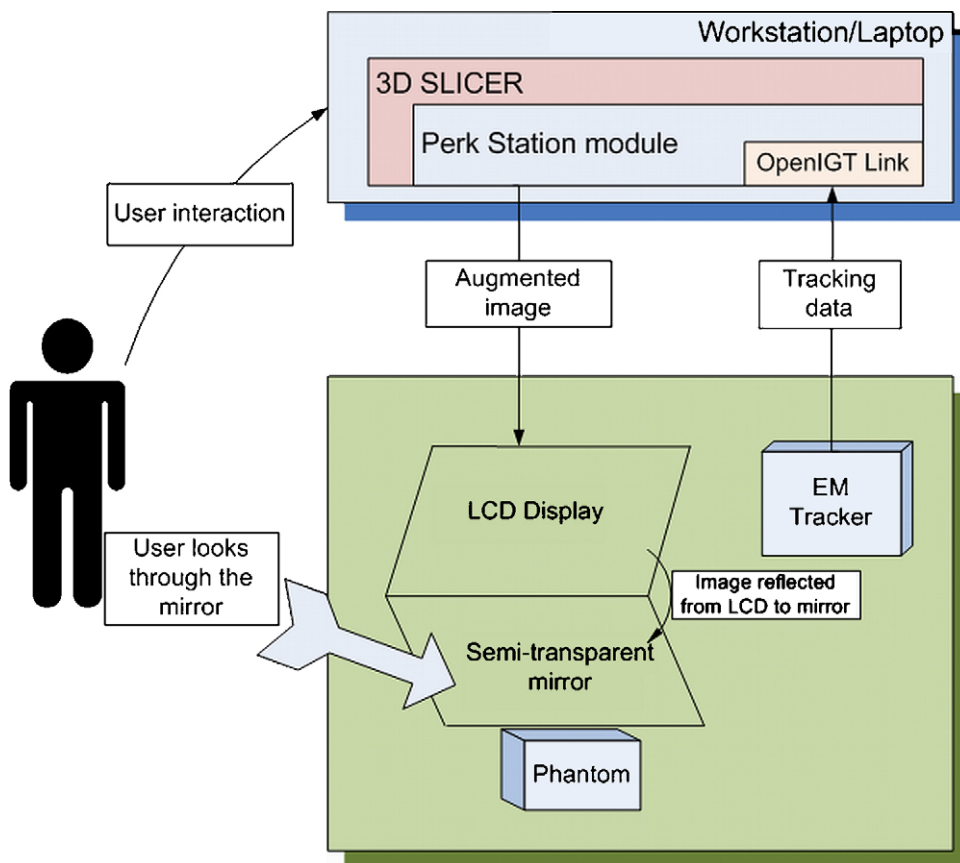 Workstation/Laptop
3D SLICER
Perk Station module
OpenIGT Link
User interaction
Augmented
image
Tracking
data
LCD Display
EM
Tracker
User looks
through the
mirror
Image reflected
from LCD to mirror
Semi-transparent
mirror
Phantom